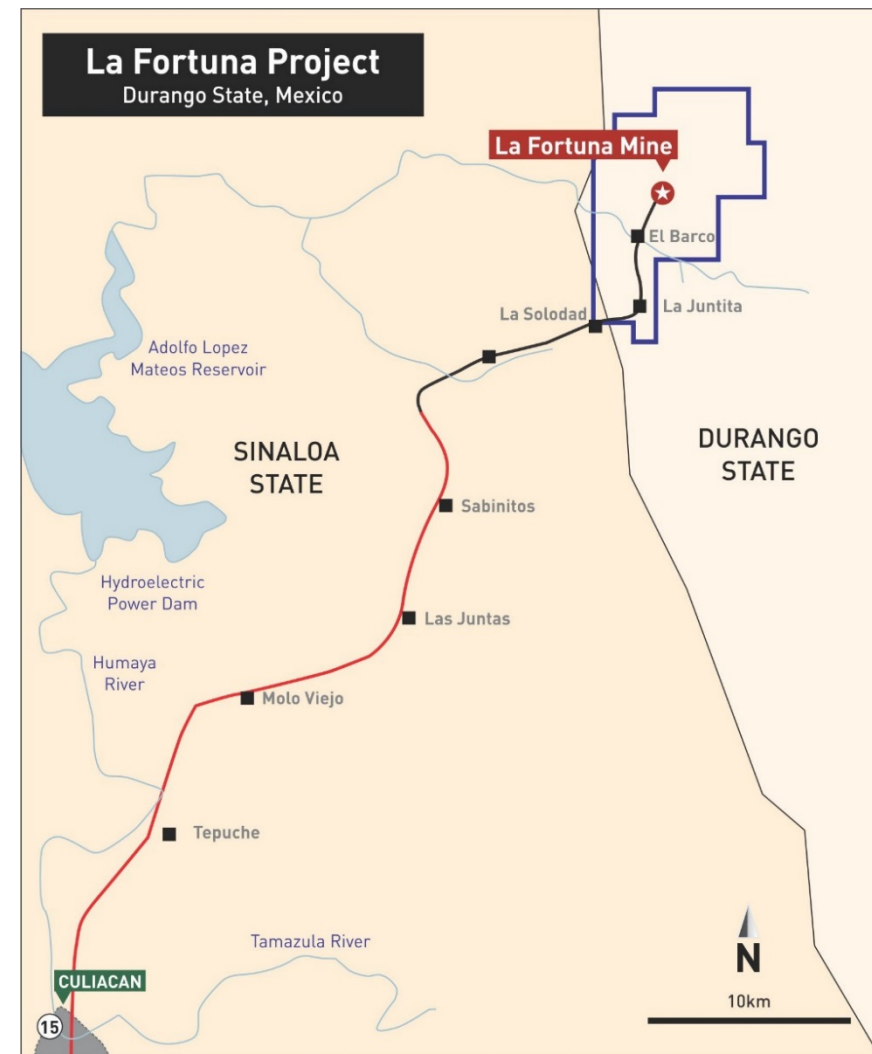 La Fortuna Project
Durango State, Mexico
La Fortuna Mine
El Barco
La Solodad
La Juntita
Adolfo Lopez
Mateos Reservoir
SINALOA
STATE
DURANGO
STATE
Sabinitos
Hydroelectric
Power Dam
Las Juntas
Humaya
River
Molo Viejo
Tepuche
Tamazula River
N
CULIACAN
10km
15